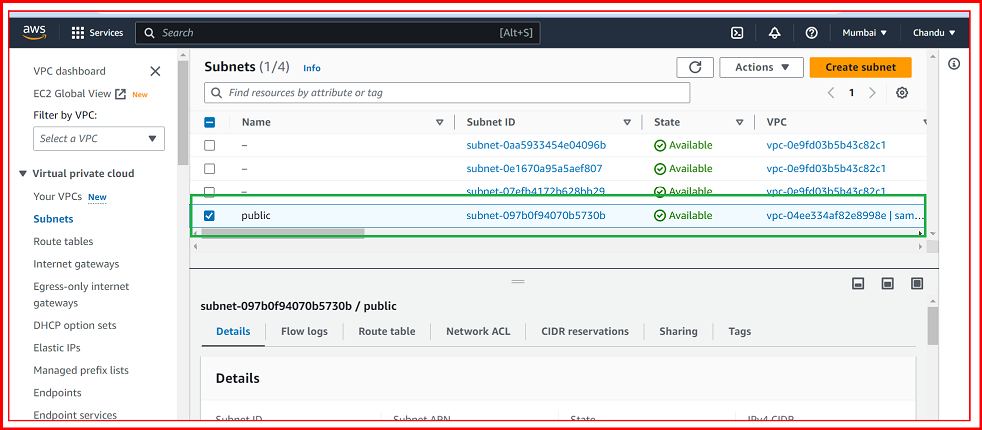 aws Services Search [Alt+S] Mumbai Chandu
VPC dashboard
EC2 Global View New
Filter by VPC:
Select a VPC
Virtual private cloud
Your VPCs New
Subnets
Route tables
Internet gateways
Egress-only internet
gateways
DHCP option sets
Elastic IPs
Managed prefix lists
Endpoints
Endpoint services
Subnets (1/4) Info
Actions Create subnet
Find resources by attribute or tag
1
Name Subnet ID State VPC
– subnet-0aa5933454e04096b Available vpc-0e9fd03b5b43c82c1
– subnet-0e1670a95a5aef807 Available vpc-0e9fd03b5b43c82c1
– subnet-07efb4172b628bb29 Available vpc-0e9fd03b5b43c82c1
public subnet-097b0f94070b5730b Available vpc-04ee334af82e8998e | sam...
subnet-097b0f94070b5730b / public
Details Flow logs Route table Network ACL CIDR reservations Sharing Tags
Details
Subnet ID Subnet ARN State IPv4 CIDR